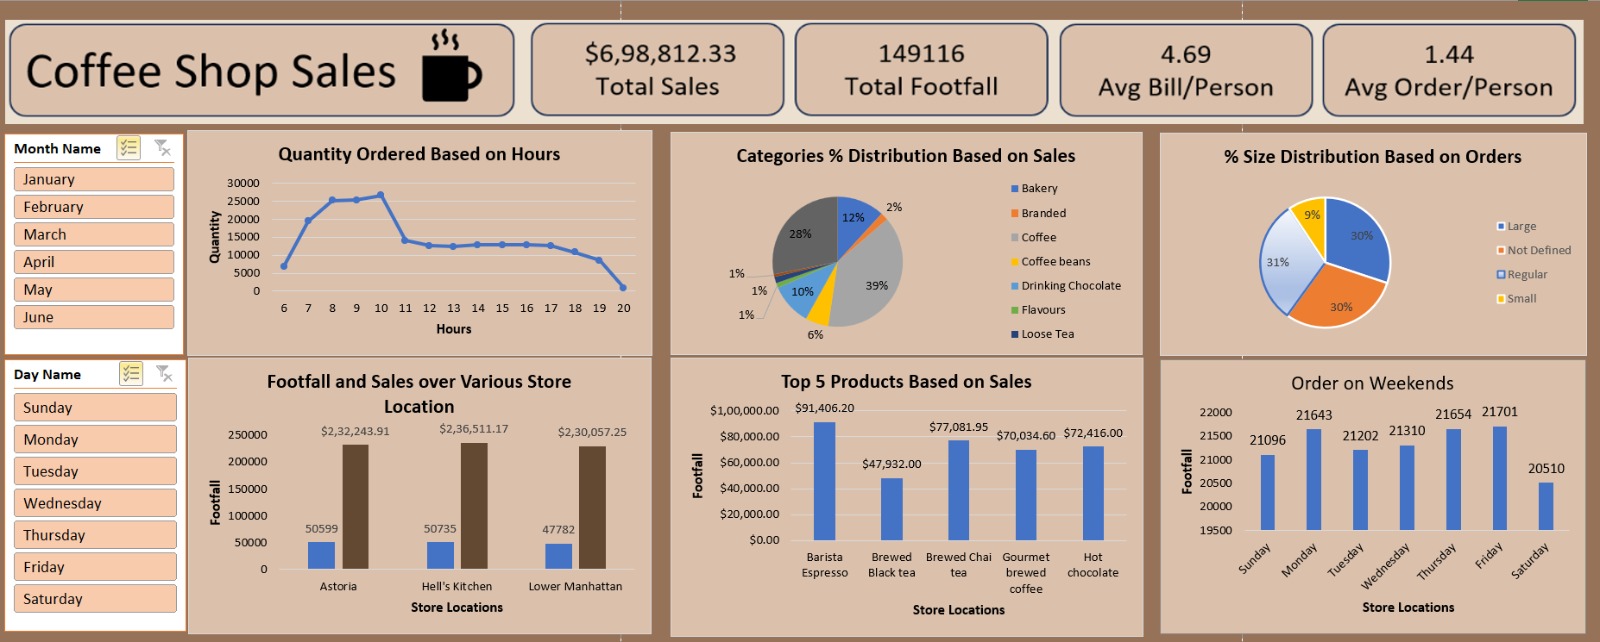 Coffee Shop Sales
$6,98,812.33
Total Sales
149116
Total Footfall
4.69
Avg Bill/Person
1.44
Avg Order/Person
Month Name
January
February
March
April
May
June
Day Name
Sunday
Monday
Tuesday
Wednesday
Thursday
Friday
Saturday
Quantity Ordered Based on Hours
Quantity
30000
25000
20000
15000
10000
5000
0
6 7 8 9 10 11 12 13 14 15 16 17 18 19 20
Hours
Categories % Distribution Based on Sales
12%
2%
39%
6%
10%
1%
1%
1%
28%
Bakery
Branded
Coffee
Coffee beans
Drinking Chocolate
Flavours
Loose Tea
% Size Distribution Based on Orders
30%
30%
31%
9%
Large
Not Defined
Regular
Small
Footfall and Sales over Various Store
Location
Footfall
250000
200000
150000
100000
50000
0
$2,32,243.91 $2,36,511.17 $2,30,057.25
50599 50735 47782
Astoria Hell's Kitchen Lower Manhattan
Store Locations
Top 5 Products Based on Sales
Footfall
$1,00,000.00
$80,000.00
$60,000.00
$40,000.00
$20,000.00
$0.00
$91,406.20
$47,932.00
$77,081.95
$70,034.60
$72,416.00
Barista
Espresso
Brewed
Black tea
Brewed Chai
tea
Gourmet
brewed
coffee
Hot
chocolate
Store Locations
Order on Weekends
Footfall
22000
21500
21000
20500
20000
19500
21096
21643
21202
21310
21654
21701
20510
Sunday
Monday
Tuesday
Wednesday
Thursday
Friday
Saturday
Store Locations